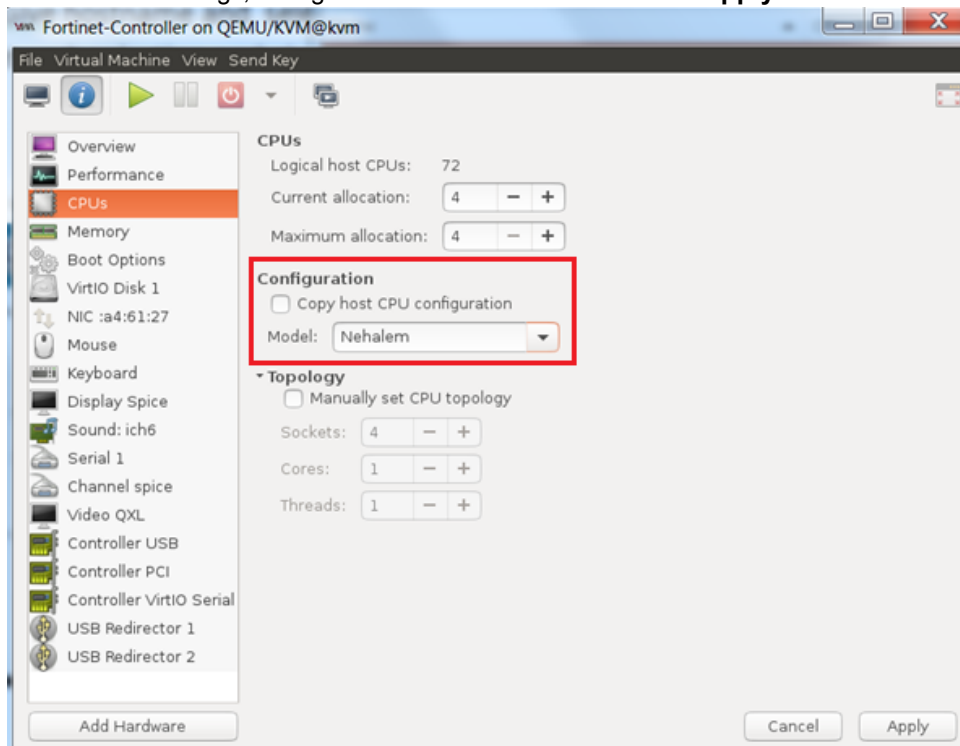 Apply
Fortinet-Controller on QEMU/KVM@kvm
File Virtual Machine View Send Key
Overview
Performance
CPUs
Memory
Boot Options
VirtIO Disk 1
NIC :a4:61:27
Mouse
Keyboard
Display Spice
Sound: ich6
Serial 1
Channel spice
Video QXL
Controller USB
Controller PCI
Controller VirtIO Serial
USB Redirector 1
USB Redirector 2
Add Hardware
CPUs
Logical host CPUs: 72
Current allocation: 4 − +
Maximum allocation: 4 − +
Configuration
Copy host CPU configuration
Model: Nehalem
Topology
Manually set CPU topology
Sockets: 4 − +
Cores: 1 − +
Threads: 1 − +
Cancel Apply